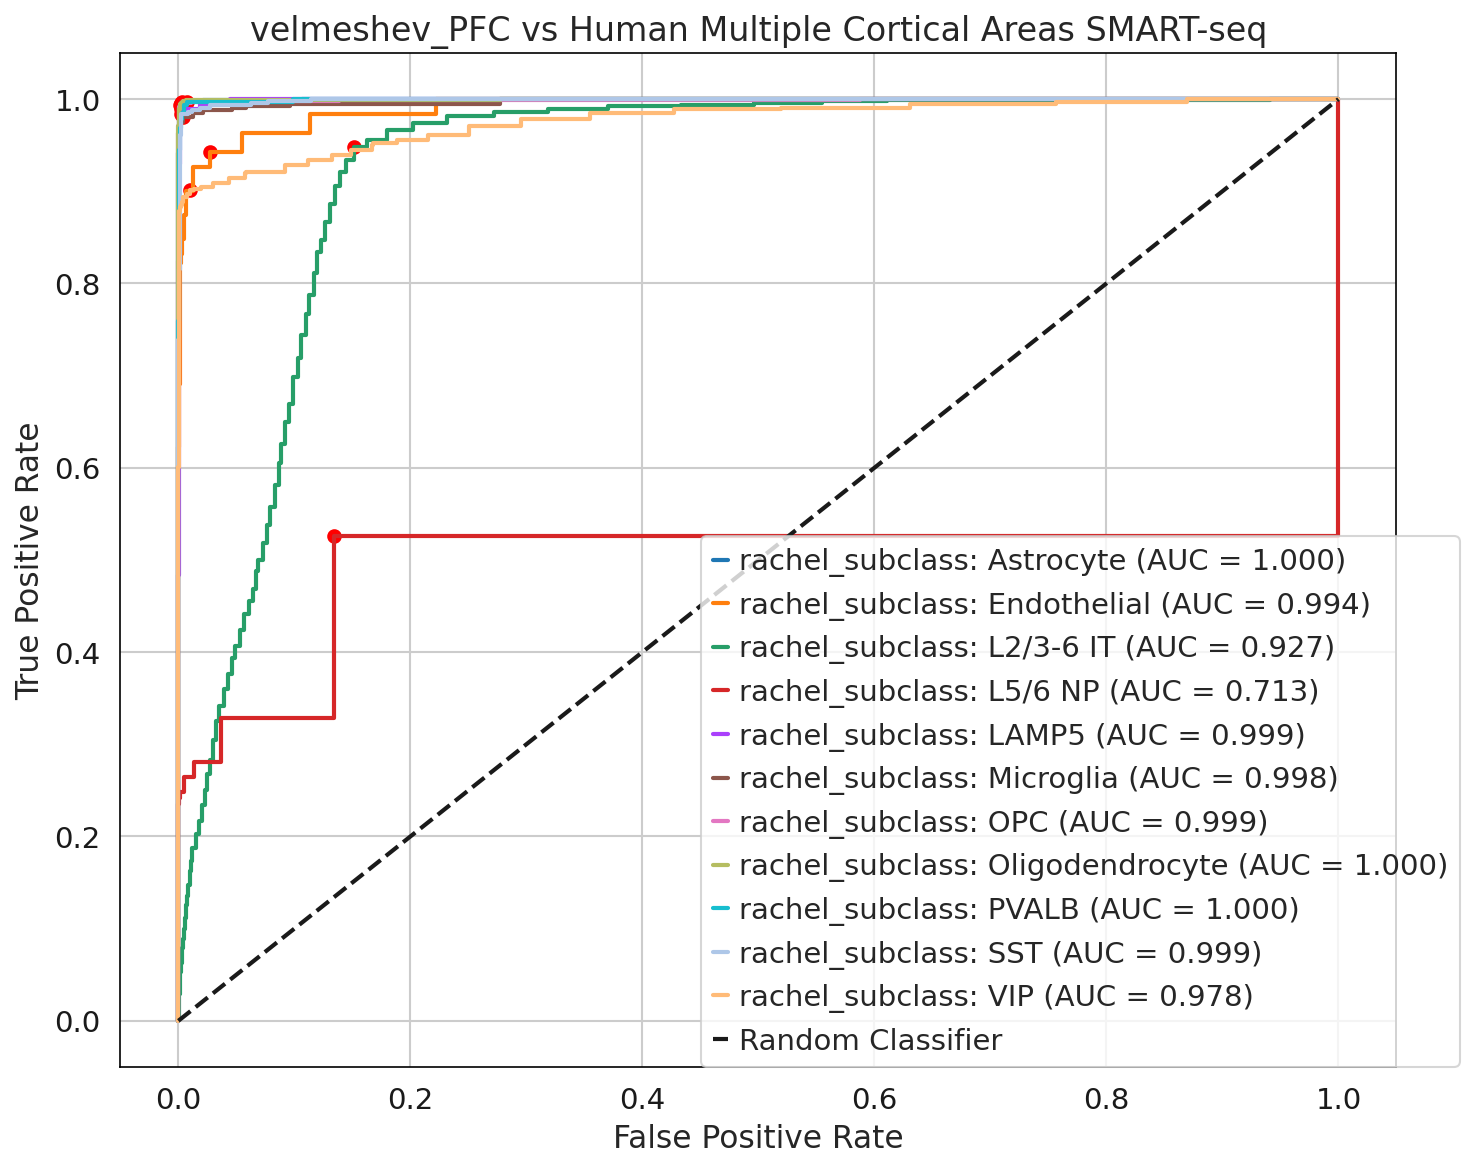 velmeshev_PFC vs Human Multiple Cortical Areas SMART-seq
True Positive Rate
1.0
0.8
0.6
0.4
0.2
0.0
rachel_subclass: Astrocyte (AUC = 1.000)
rachel_subclass: Endothelial (AUC = 0.994)
rachel_subclass: L2/3-6 IT (AUC = 0.927)
rachel_subclass: L5/6 NP (AUC = 0.713)
rachel_subclass: LAMP5 (AUC = 0.999)
rachel_subclass: Microglia (AUC = 0.998)
rachel_subclass: OPC (AUC = 0.999)
rachel_subclass: Oligodendrocyte (AUC = 1.000)
rachel_subclass: PVALB (AUC = 1.000)
rachel_subclass: SST (AUC = 0.999)
rachel_subclass: VIP (AUC = 0.978)
Random Classifier
0.0 0.2 0.4 0.6 0.8 1.0
False Positive Rate